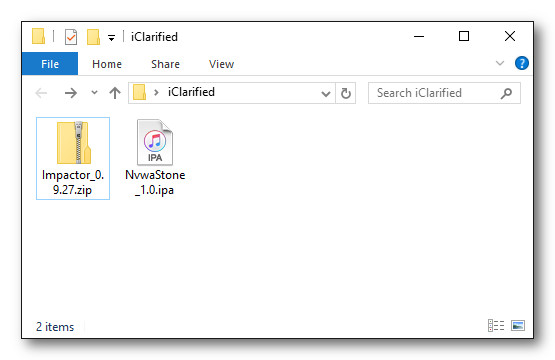 iClarified
File Home Share View
iClarified Search iClarified
IPA
Impactor_0.
9.27.zip
NvwaStone
_1.0.ipa
2 items